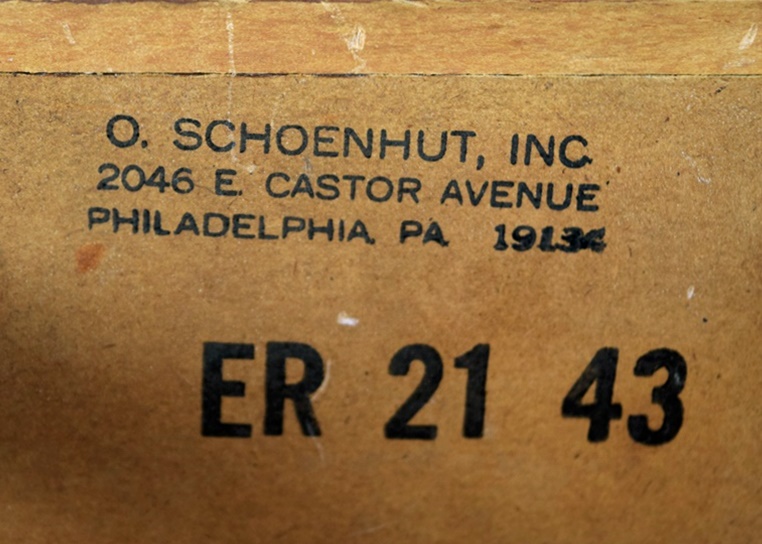 O. SCHOENHUT, INC.
2046 E. CASTOR AVENUE
PHILADELPHIA, PA. 19134
ER 21 43